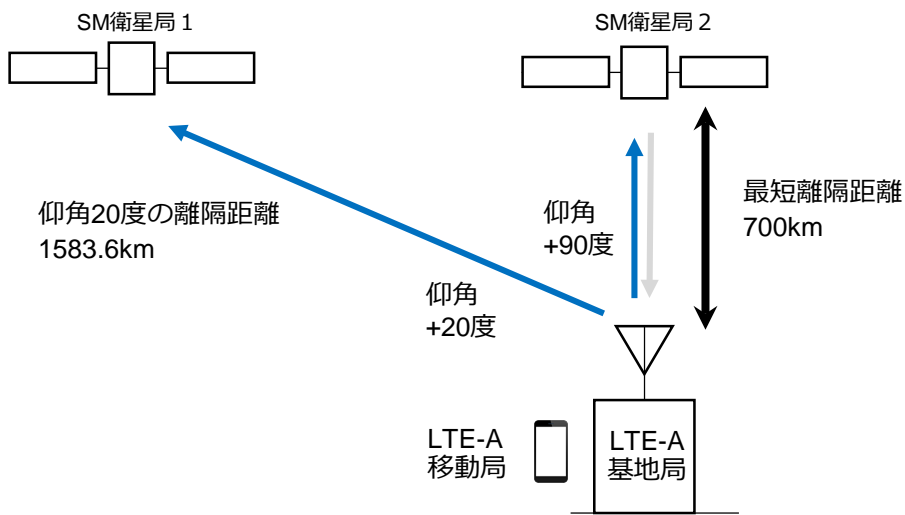 SM衛星局１
SM衛星局２
仰角20度の離隔距離
1583.6km
仰角
+20度
仰角
+90度
最短離隔距離
700km
LTE-A
移動局
LTE-A
基地局